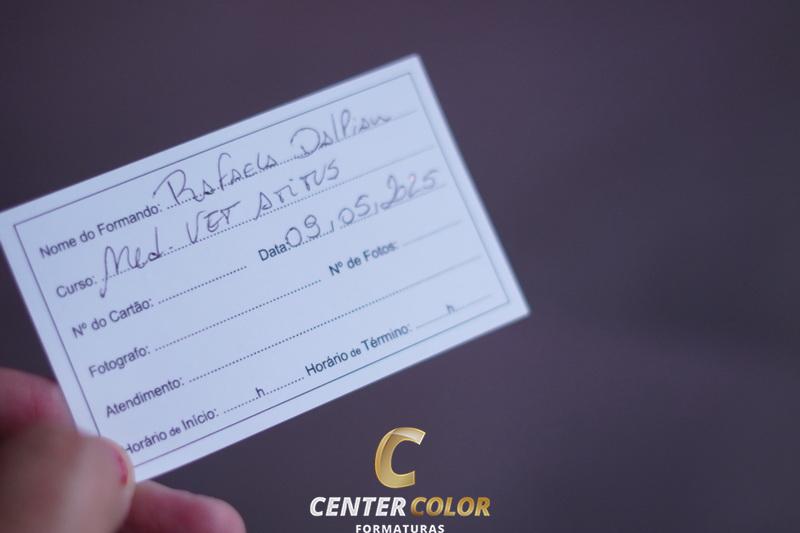 Nome do Formando: Rafaela Dalpian
Curso: Med. VET ATITUS
Nº do Cartão: Data: 09,05,2025
Fotografo: Nº de Fotos:
Atendimento:
Horário de Início: h Horário de Término: h
C
CENTER COLOR
FORMATURAS